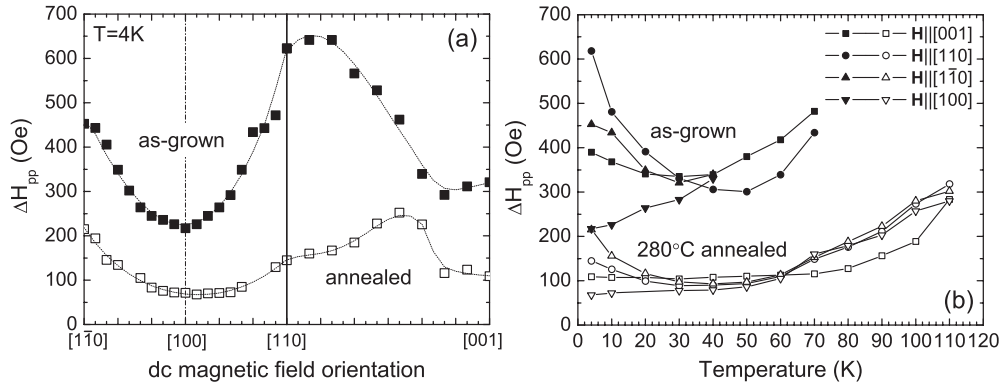 T=4K
(a)
as-grown
annealed
ΔH_pp (Oe)
700
600
500
400
300
200
100
0
[11̄0]
[100]
[110]
[001]
dc magnetic field orientation
H||[001]
H||[110]
H||[11̄0]
H||[100]
as-grown
280°C annealed
(b)
ΔH_pp (Oe)
700
600
500
400
300
200
100
0
0 10 20 30 40 50 60 70 80 90 100 110 120
Temperature (K)